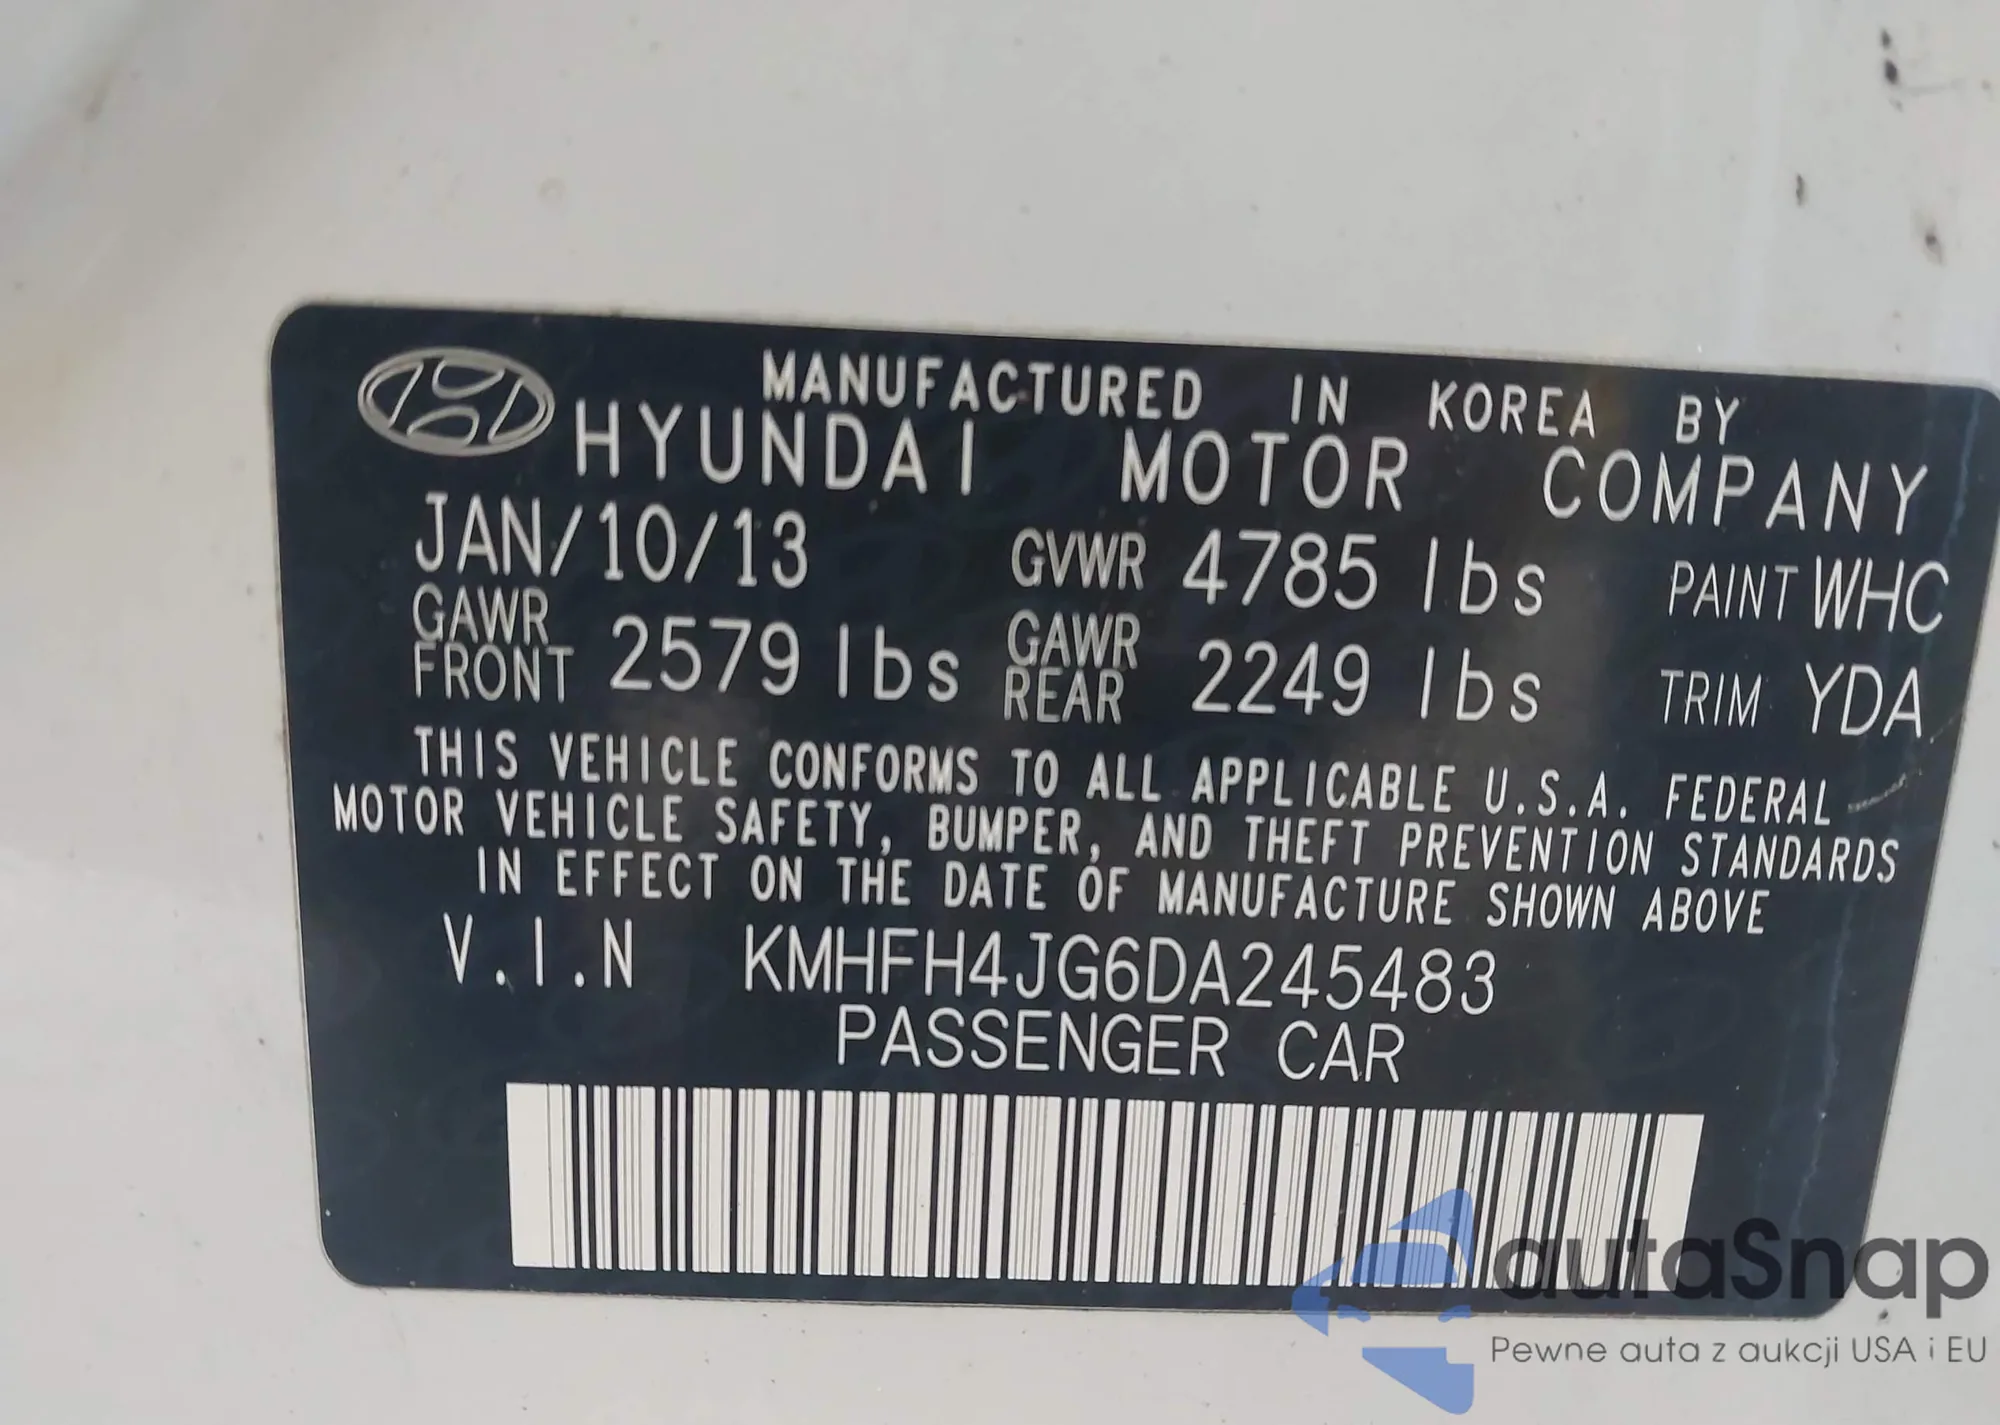 MANUFACTURED IN KOREA BY
HYUNDAI MOTOR COMPANY
JAN/10/13 GVWR 4785 lbs PAINT WHC
GAWR FRONT 2579 lbs GAWR REAR 2249 lbs TRIM YDA
THIS VEHICLE CONFORMS TO ALL APPLICABLE U.S.A. FEDERAL
MOTOR VEHICLE SAFETY, BUMPER, AND THEFT PREVENTION STANDARDS
IN EFFECT ON THE DATE OF MANUFACTURE SHOWN ABOVE
V.I.N KMHFH4JG6DA245483
PASSENGER CAR
autaSnap
Pewne auta z aukcji USA i EU